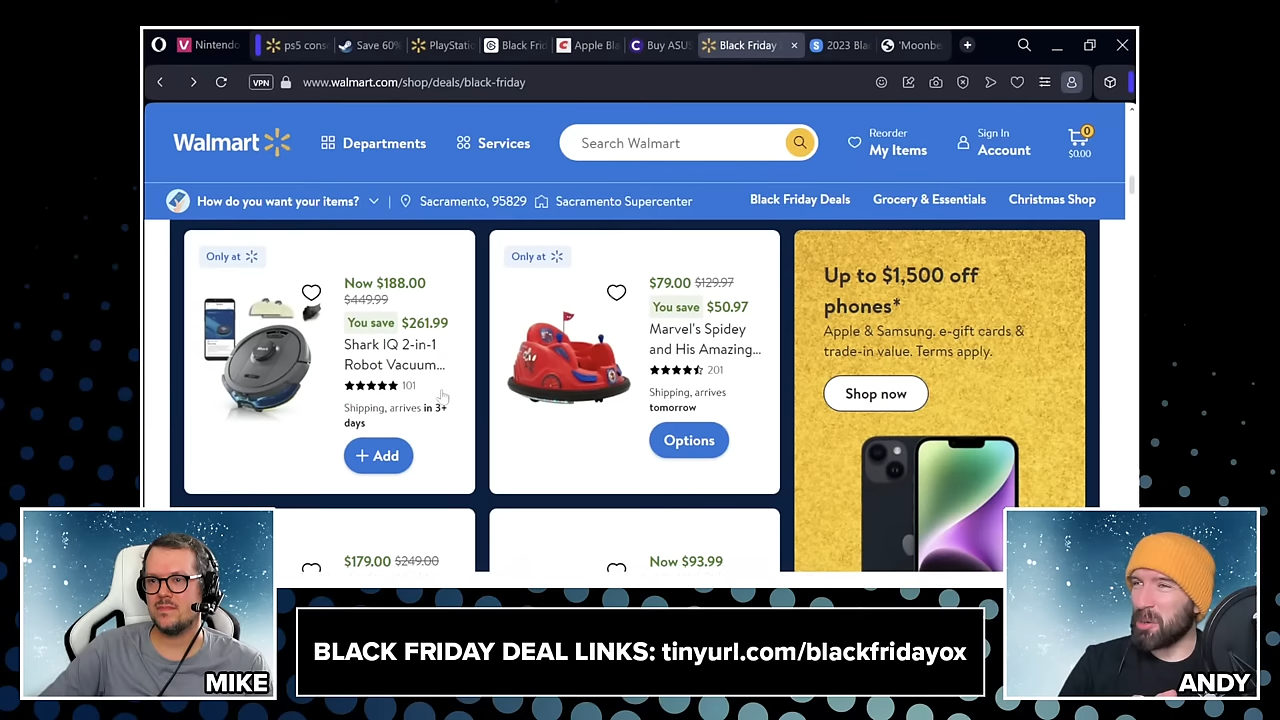 Nintendo
ps5 cons
Save 60%
PlayStatic
Black Frid
Apple Bla
Buy ASUS
Black Friday
2023 Blac
'Moonbe
VPN
www.walmart.com/shop/deals/black-friday
Walmart
Departments
Services
Search Walmart
Reorder
My Items
Sign In
Account
0
$0.00
How do you want your items?
Sacramento, 95829
Sacramento Supercenter
Black Friday Deals
Grocery & Essentials
Christmas Shop
Only at
Now $188.00
$449.99
You save $261.99
Shark IQ 2-in-1
Robot Vacuum...
101
Shipping, arrives in 3+
days
+ Add
Only at
$79.00 $129.97
You save $50.97
Marvel's Spidey
and His Amazing...
201
Shipping, arrives
tomorrow
Options
Up to $1,500 off
phones*
Apple & Samsung. e-gift cards &
trade-in value. Terms apply.
Shop now
$179.00 $249.00
Now $93.99
MIKE
BLACK FRIDAY DEAL LINKS: tinyurl.com/blackfridayox
ANDY